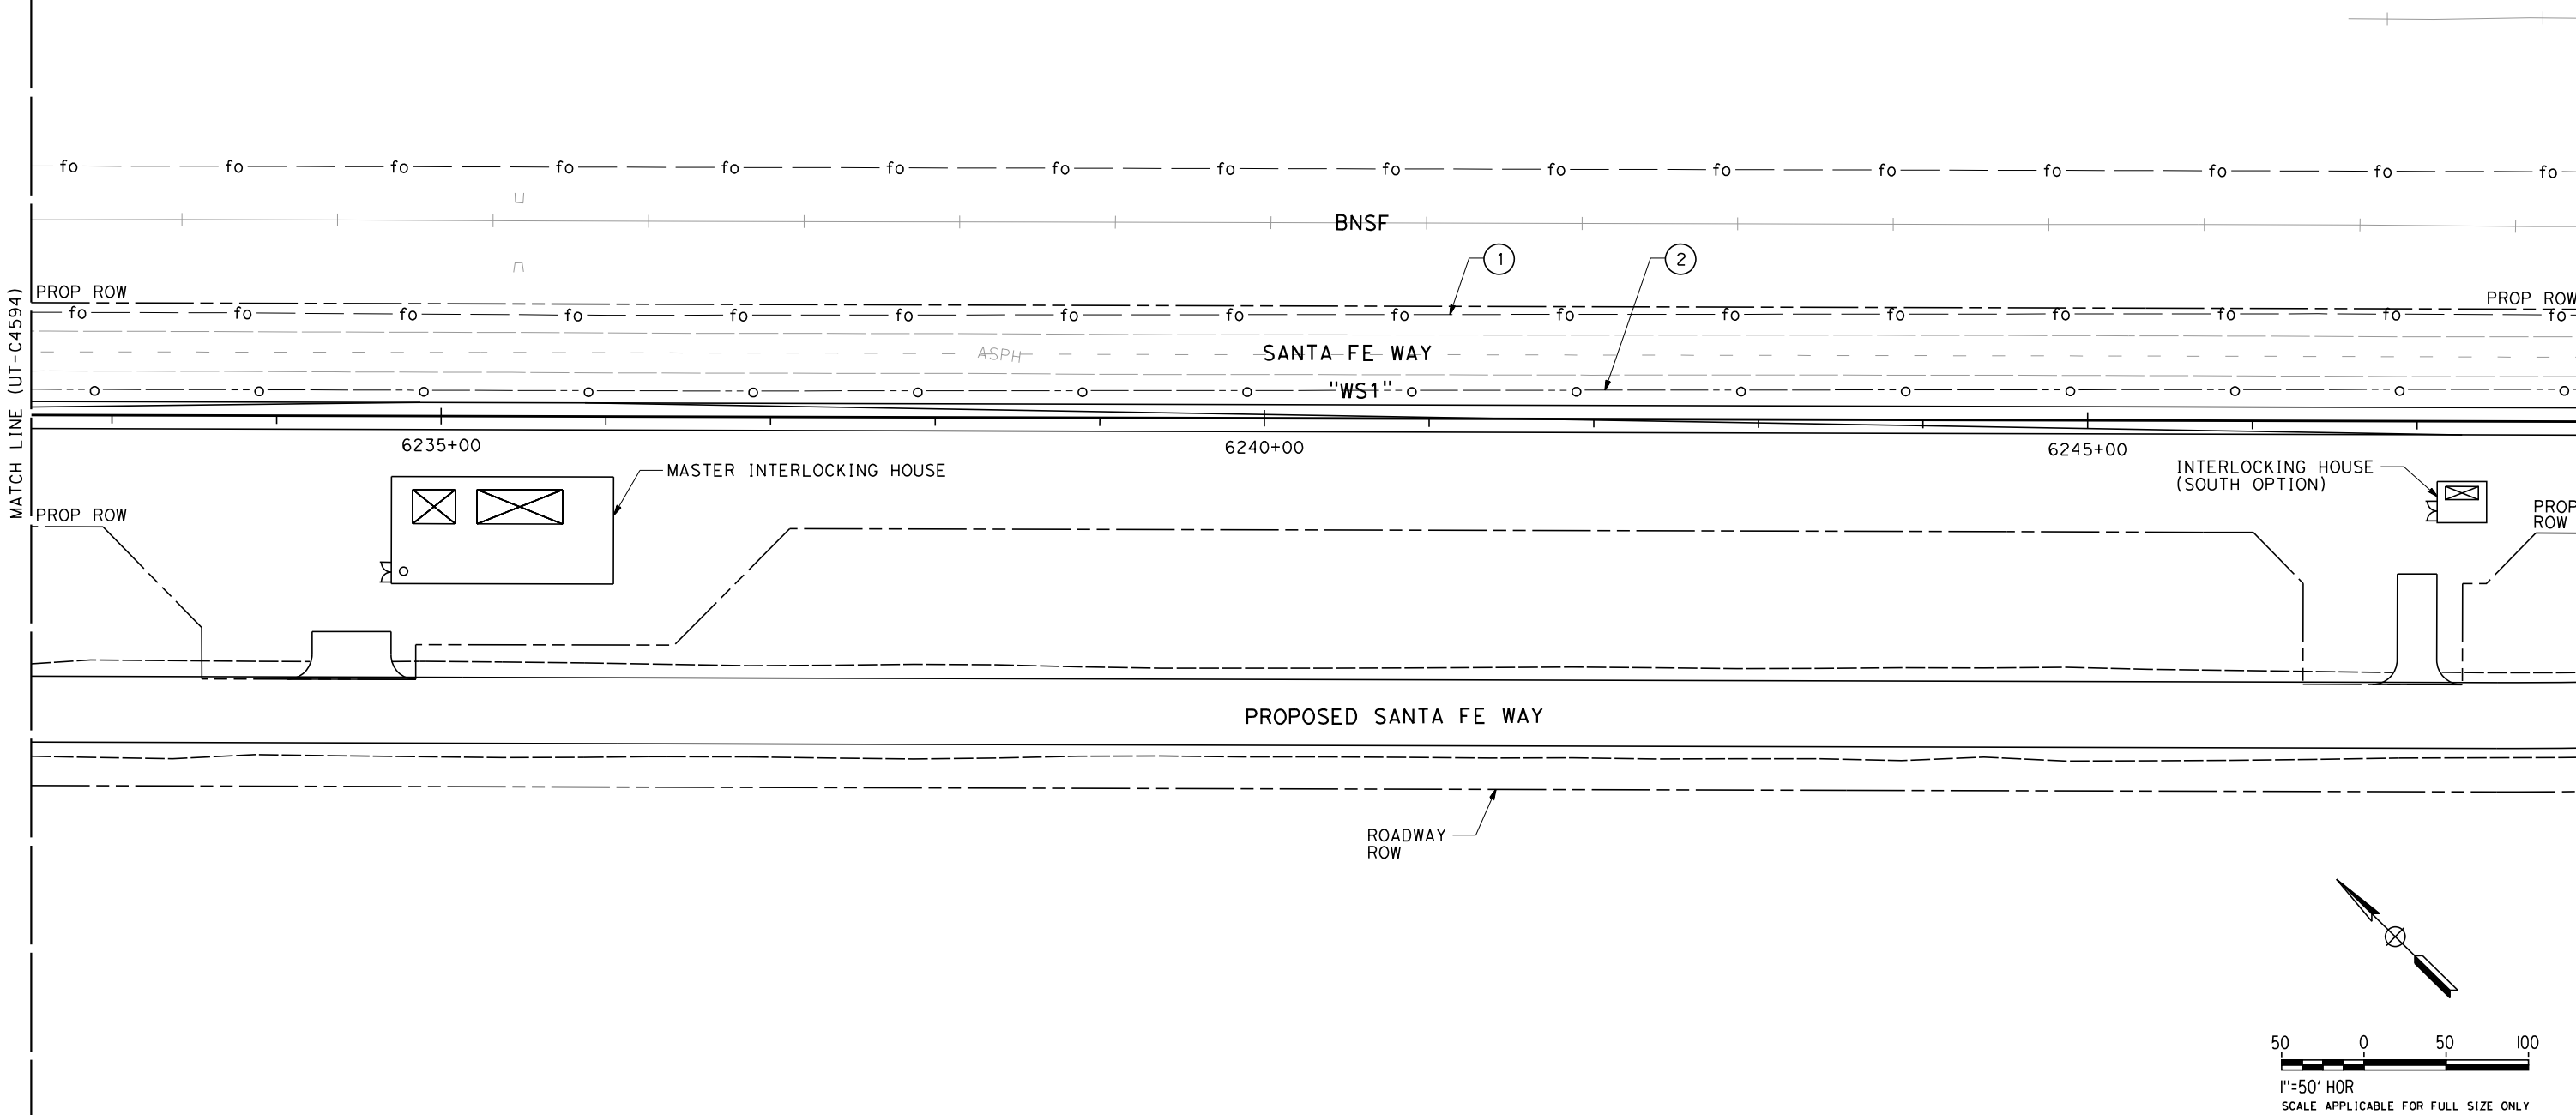 fo fo fo fo fo fo fo fo fo fo fo fo fo fo fo fo
BNSF
1 2
PROP ROW PROP ROW
fo fo fo fo fo fo fo fo fo fo fo fo fo fo fo fo
ASPH SANTA FE WAY
"WS1"
MATCH LINE (UT-C4594)
6235+00 6240+00 6245+00
MASTER INTERLOCKING HOUSE
INTERLOCKING HOUSE
(SOUTH OPTION)
PROP ROW
PROP
ROW
PROPOSED SANTA FE WAY
ROADWAY
ROW
50 0 50 100
1"=50' HOR
SCALE APPLICABLE FOR FULL SIZE ONLY